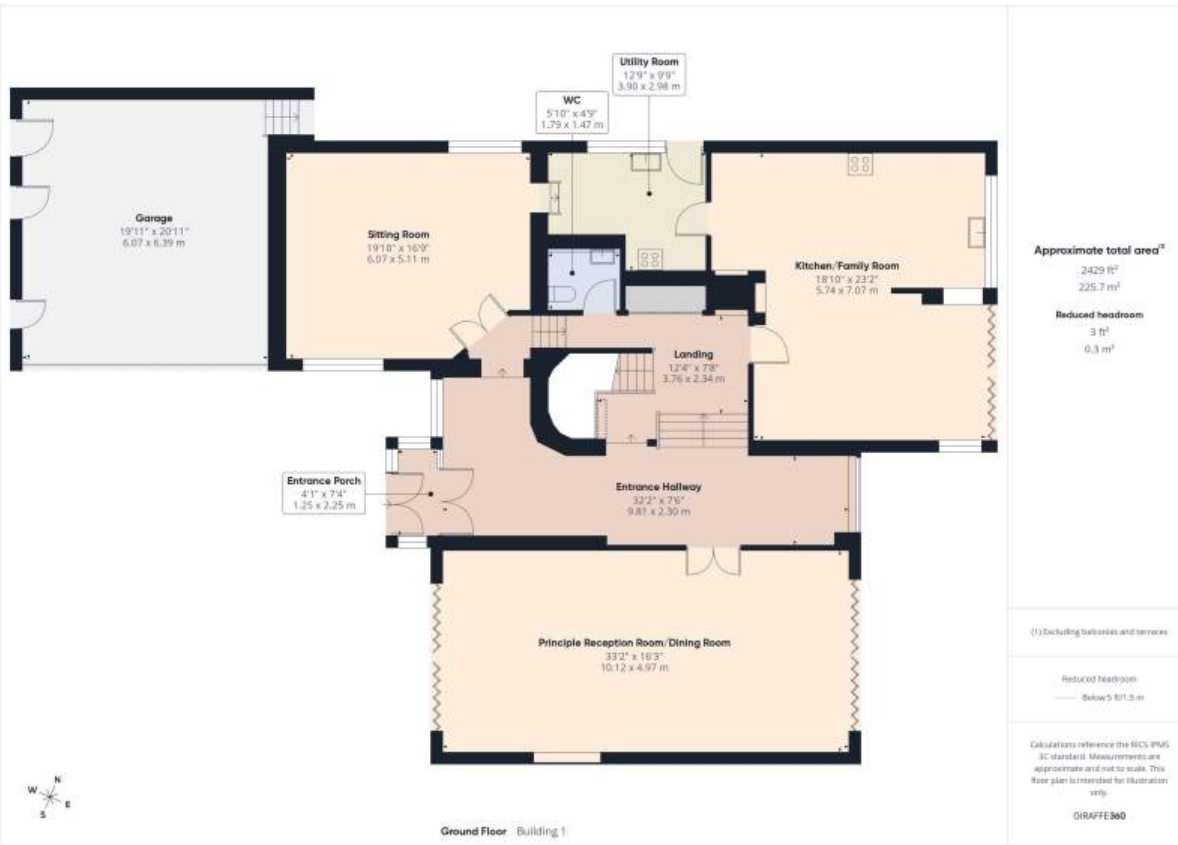 Utility Room
12'9" x 9'9"
3.90 x 2.98 m
WC
5'10" x 4'9"
1.79 x 1.47 m
Garage
19'11" x 20'11"
6.07 x 6.39 m
Sitting Room
19'10" x 16'9"
6.07 x 5.11 m
Kitchen/Family Room
18'10" x 23'2"
5.74 x 7.07 m
Landing
12'4" x 7'8"
3.76 x 2.34 m
Entrance Porch
4'1" x 7'4"
1.25 x 2.25 m
Entrance Hallway
32'2" x 7'6"
9.81 x 2.30 m
Principle Reception Room/Dining Room
33'2" x 16'3"
10.12 x 4.97 m
N
W
E
S
Ground Floor Building 1
Approximate total area(1)
2429 ft²
225.7 m²
Reduced headroom
3 ft²
0.3 m²
(1) Excluding balconies and terraces
Reduced headroom
Below 5 ft/1.5 m
Calculations reference the RICS IPMS
3C standard. Measurements are
approximate and not to scale. This
floor plan is intended for illustration
only.
GIRAFFE360